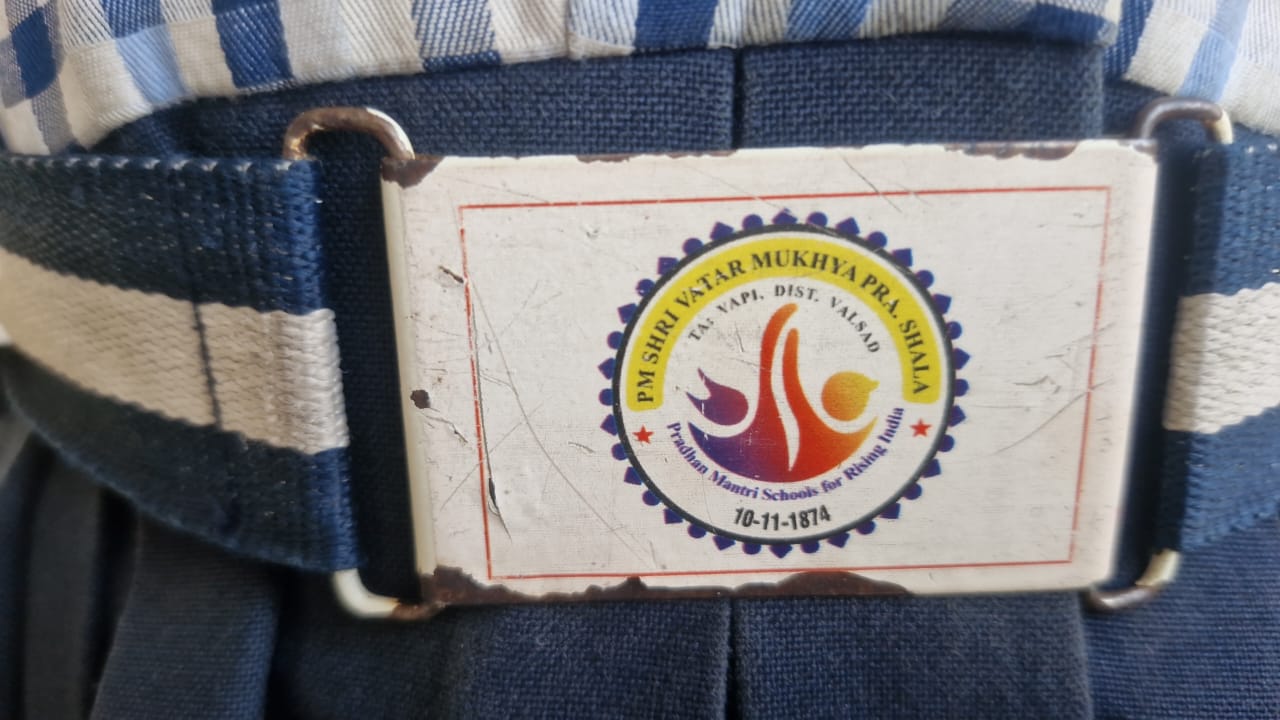 PM SHRI VATAR MUKHYA PRA. SHALA
TA: VAPI. DIST. VALSAD
Pradhan Mantri Schools for Rising India
10-11-1874